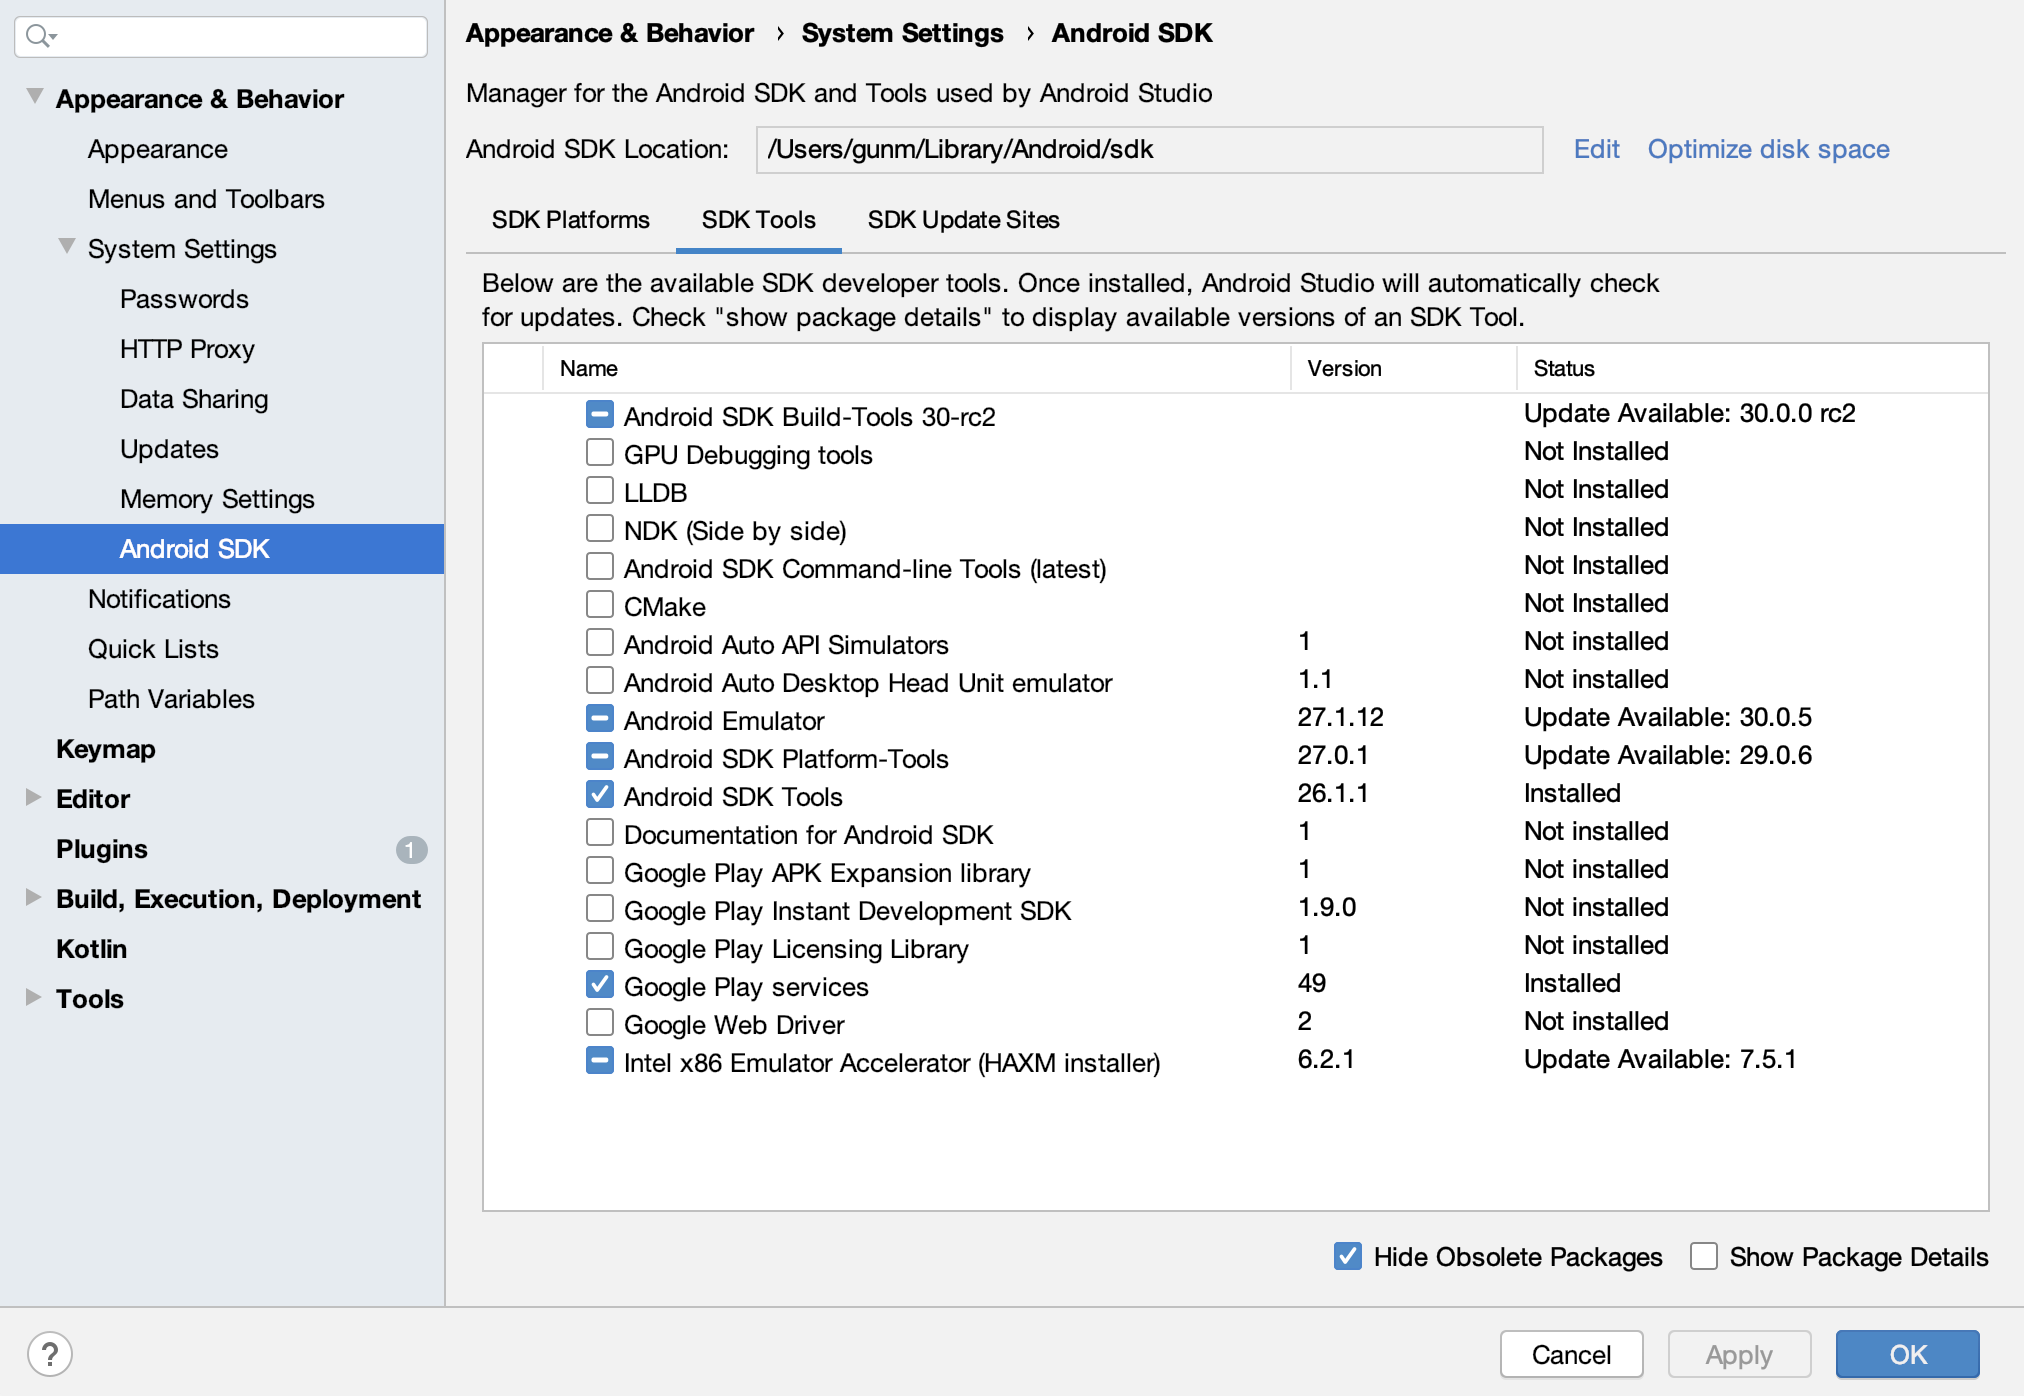 Appearance & Behavior
Appearance
Menus and Toolbars
System Settings
Passwords
HTTP Proxy
Data Sharing
Updates
Memory Settings
Android SDK
Notifications
Quick Lists
Path Variables
Keymap
Editor
Plugins 1
Build, Execution, Deployment
Kotlin
Tools
Appearance & Behavior › System Settings › Android SDK
Manager for the Android SDK and Tools used by Android Studio
Android SDK Location: /Users/gunm/Library/Android/sdk Edit Optimize disk space
SDK Platforms SDK Tools SDK Update Sites
Below are the available SDK developer tools. Once installed, Android Studio will automatically check
for updates. Check "show package details" to display available versions of an SDK Tool.
Name Version Status
Android SDK Build-Tools 30-rc2 Update Available: 30.0.0 rc2
GPU Debugging tools Not Installed
LLDB Not Installed
NDK (Side by side) Not Installed
Android SDK Command-line Tools (latest) Not Installed
CMake Not Installed
Android Auto API Simulators 1 Not installed
Android Auto Desktop Head Unit emulator 1.1 Not installed
Android Emulator 27.1.12 Update Available: 30.0.5
Android SDK Platform-Tools 27.0.1 Update Available: 29.0.6
Android SDK Tools 26.1.1 Installed
Documentation for Android SDK 1 Not installed
Google Play APK Expansion library 1 Not installed
Google Play Instant Development SDK 1.9.0 Not installed
Google Play Licensing Library 1 Not installed
Google Play services 49 Installed
Google Web Driver 2 Not installed
Intel x86 Emulator Accelerator (HAXM installer) 6.2.1 Update Available: 7.5.1
Hide Obsolete Packages Show Package Details
? Cancel Apply OK